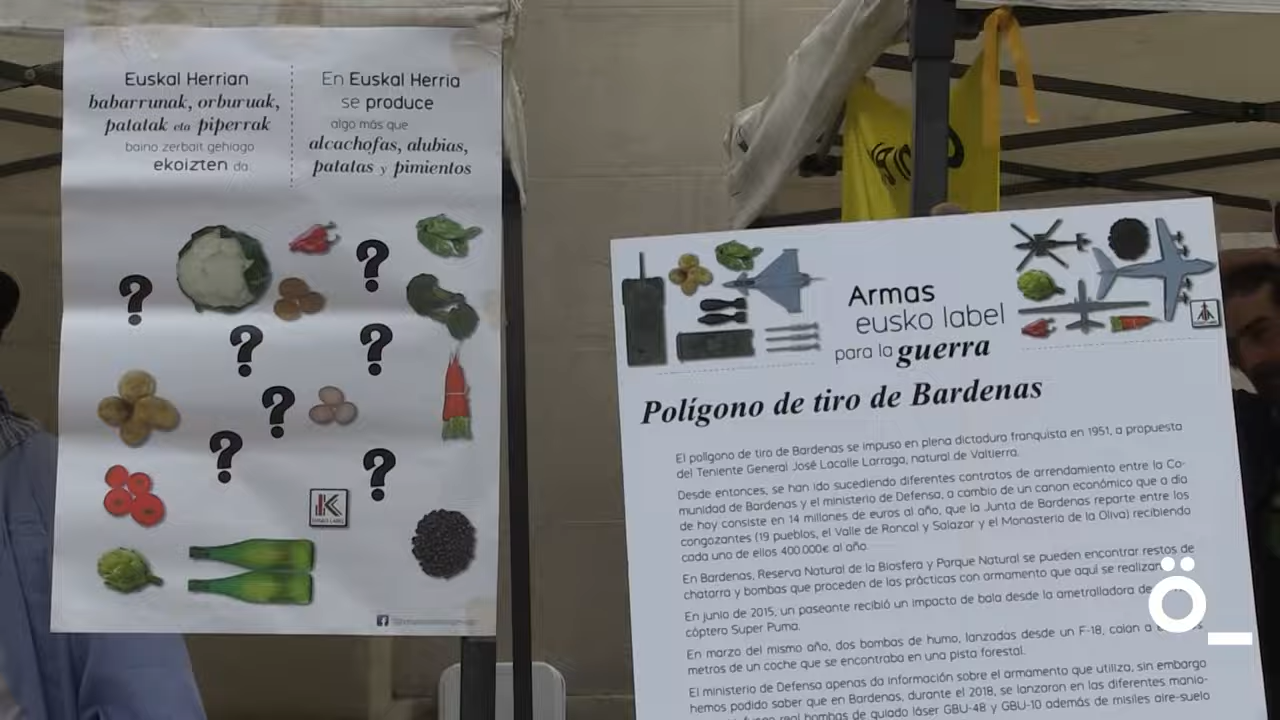 Euskal Herrian
babarrunak, orburuak,
patatak eta piperrak
baino zerbait gehiago
ekoizten da.
En Euskal Herria
se produce
algo más que
alcachofas, alubias,
patatas y pimientos
?
?
?
?
?
?
?
K
Armas
eusko label
para la guerra
Polígono de tiro de Bardenas
El polígono de tiro de Bardenas se impuso en plena dictadura franquista en 1951, a propuesta
del Teniente General José Lacalle Larraga, natural de Valtierra.
Desde entonces, se han ido sucediendo diferentes contratos de arrendamiento entre la Co-
munidad de Bardenas y el ministerio de Defensa, a cambio de un canon económico que a día
de hoy consiste en 14 millones de euros al año, que la Junta de Bardenas reparte entre los
congozantes (19 pueblos, el Valle de Roncal y Salazar y el Monasterio de la Oliva) recibiendo
cada uno de ellos 400.000€ al año.
En Bardenas, Reserva Natural de la Biosfera y Parque Natural se pueden encontrar restos de
chatarra y bombas que proceden de las prácticas con armamento que aquí se realizan.
En junio de 2015, un paseante recibió un impacto de bala desde la ametralladora de
cóptero Super Puma.
En marzo del mismo año, dos bombas de humo, lanzadas desde un F-18, caían a
metros de un coche que se encontraba en una pista forestal.
El ministerio de Defensa apenas da información sobre el armamento que utiliza, sin embargo
hemos podido saber que en Bardenas, durante el 2018, se lanzaron en las diferentes manio-
real bombas de guiado láser GBU-48 y GBU-10 además de misiles aire-suelo